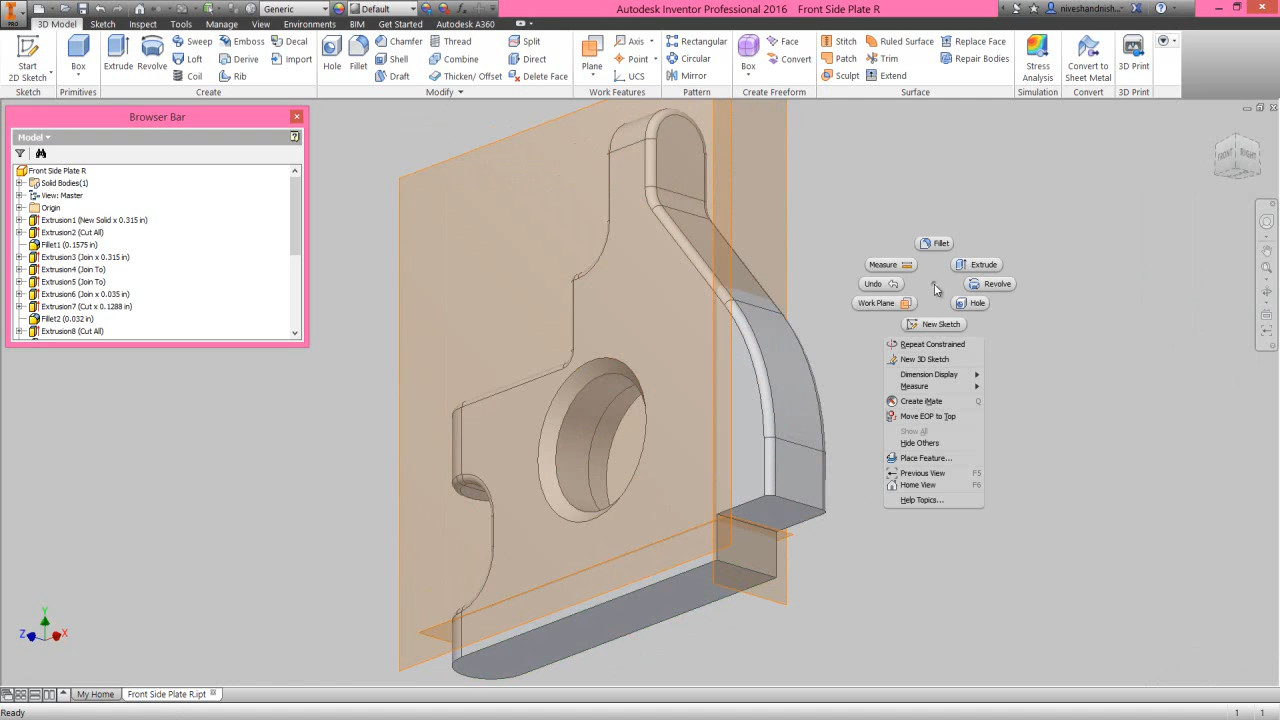 PRO
Generic
Default
Autodesk Inventor Professional 2016 Front Side Plate R
niveshandnish...
3D Model Sketch Inspect Tools Manage View Environments BIM Get Started Autodesk A360
Start
2D Sketch
Box
Extrude
Revolve
Sweep Emboss Decal
Loft Derive Import
Coil Rib
Hole
Fillet
Chamfer Thread Split
Shell Combine Direct
Draft Thicken/ Offset Delete Face
Plane
Axis
Point
UCS
Rectangular
Circular
Mirror
Box
Face
Convert
Stitch Ruled Surface Replace Face
Patch Trim Repair Bodies
Sculpt Extend
Stress
Analysis
Convert to
Sheet Metal
3D Print
Sketch Primitives Create Modify Work Features Pattern Create Freeform Surface Simulation Convert 3D Print
Browser Bar
Model
Front Side Plate R
Solid Bodies(1)
View: Master
Origin
Extrusion1 (New Solid x 0.315 in)
Extrusion2 (Cut All)
Fillet1 (0.1575 in)
Extrusion3 (Join x 0.315 in)
Extrusion4 (Join To)
Extrusion5 (Join To)
Extrusion6 (Join x 0.035 in)
Extrusion7 (Cut x 0.1288 in)
Fillet2 (0.032 in)
Extrusion8 (Cut All)
FRONT RIGHT
Fillet
Measure Extrude
Undo Revolve
Work Plane Hole
New Sketch
Repeat Constrained
New 3D Sketch
Dimension Display
Measure
Create iMate Q
Move EOP to Top
Show All
Hide Others
Place Feature...
Previous View F5
Home View F6
Help Topics...
Y
Z X
My Home Front Side Plate R.ipt
Ready 1 1